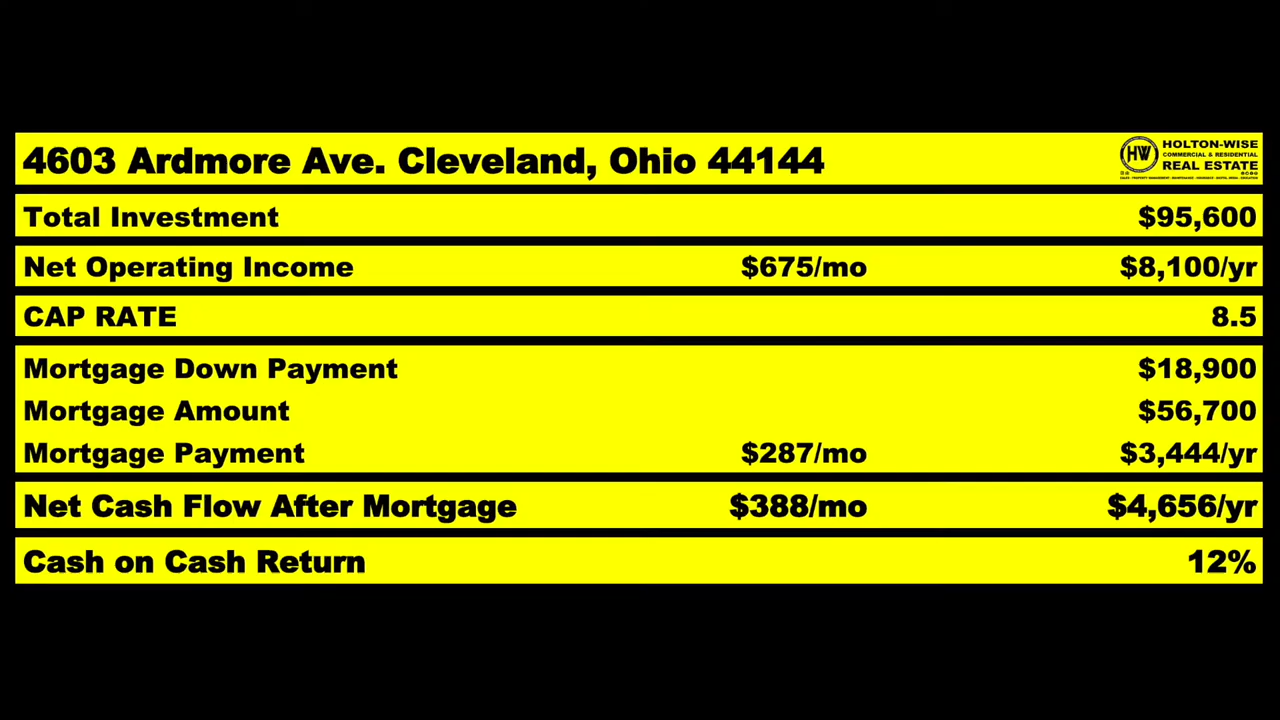 4603 Ardmore Ave. Cleveland, Ohio 44144
HW
HOLTON-WISE
COMMERCIAL & RESIDENTIAL
REAL ESTATE
Total Investment $95,600
Net Operating Income $675/mo $8,100/yr
CAP RATE 8.5
Mortgage Down Payment $18,900
Mortgage Amount $56,700
Mortgage Payment $287/mo $3,444/yr
Net Cash Flow After Mortgage $388/mo $4,656/yr
Cash on Cash Return 12%